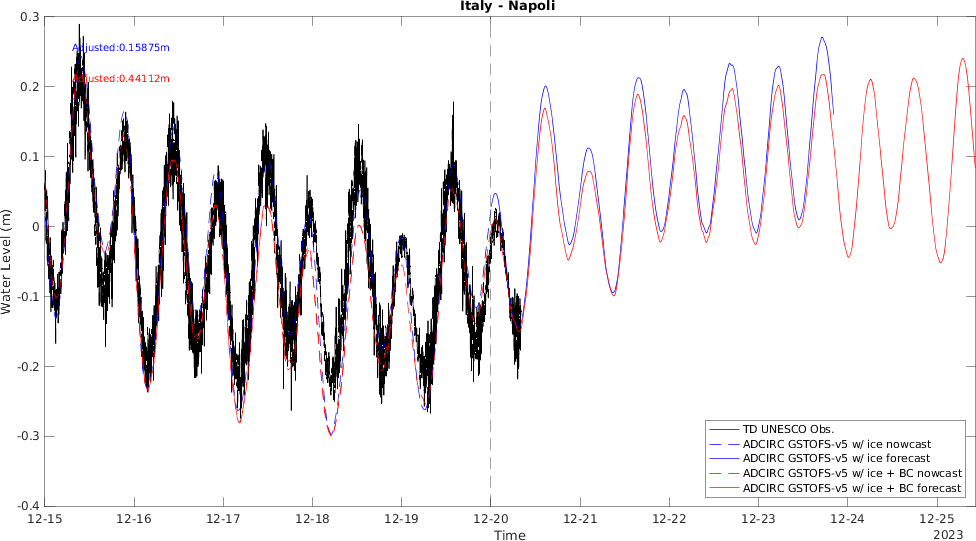 Italy - Napoli
Adjusted:0.15875m
Adjusted:0.44112m
0.3
0.2
0.1
0
-0.1
-0.2
-0.3
-0.4
Water Level (m)
TD UNESCO Obs.
ADCIRC GSTOFS-v5 w/ ice nowcast
ADCIRC GSTOFS-v5 w/ ice forecast
ADCIRC GSTOFS-v5 w/ ice + BC nowcast
ADCIRC GSTOFS-v5 w/ ice + BC forecast
12-15 12-16 12-17 12-18 12-19 12-20 12-21 12-22 12-23 12-24 12-25
Time
2023